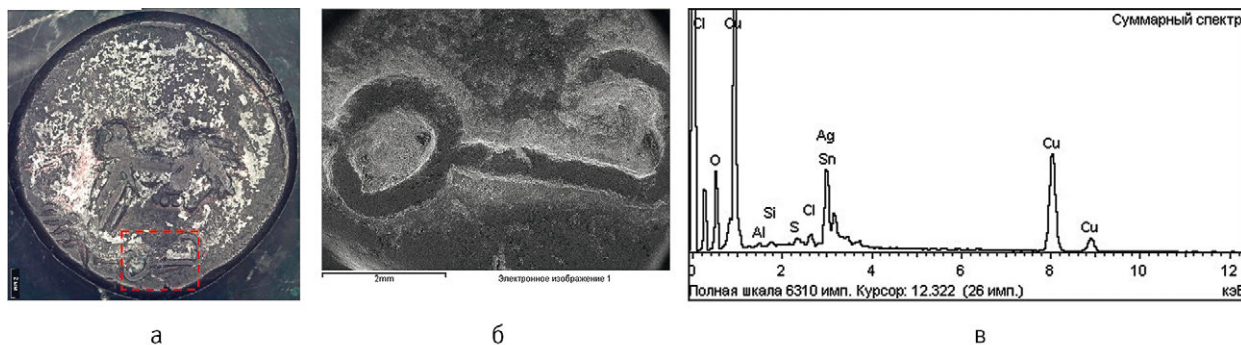 Суммарный спектр
Cl
Cu
O
Ag
Sn
Cu
Si
Cl
Al
S
Cu
0
2
4
6
8
10
12
Полная шкала 6310 имп. Курсор: 12.322 (26 имп.)
кэВ
2mm
Электронное изображение 1
а
б
в